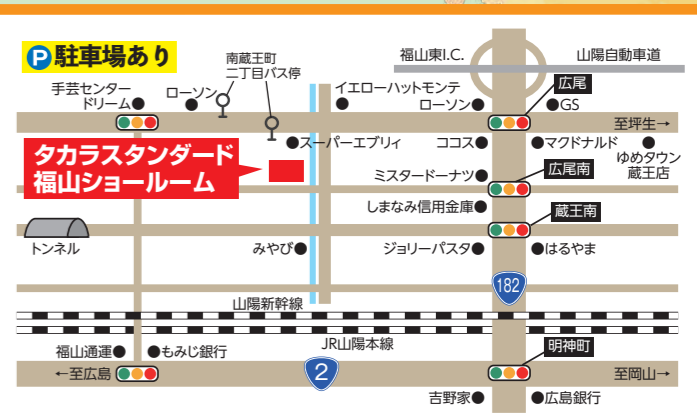 P駐車場あり
南蔵王町
二丁目バス停
福山東I.C.
山陽自動車道
手芸センター
ドリーム
ローソン
イエローハットモンテ
ローソン
広尾
GS
至坪生→
スーパーエブリィ
ココス
マクドナルド
ゆめタウン
蔵王店
タカラスタンダード
福山ショールーム
ミスタードーナツ
広尾南
しまなみ信用金庫
蔵王南
トンネル
みやび
ジョリーパスタ
はるやま
182
山陽新幹線
JR山陽本線
福山通運
もみじ銀行
明神町
←至広島
2
至岡山→
吉野家
広島銀行